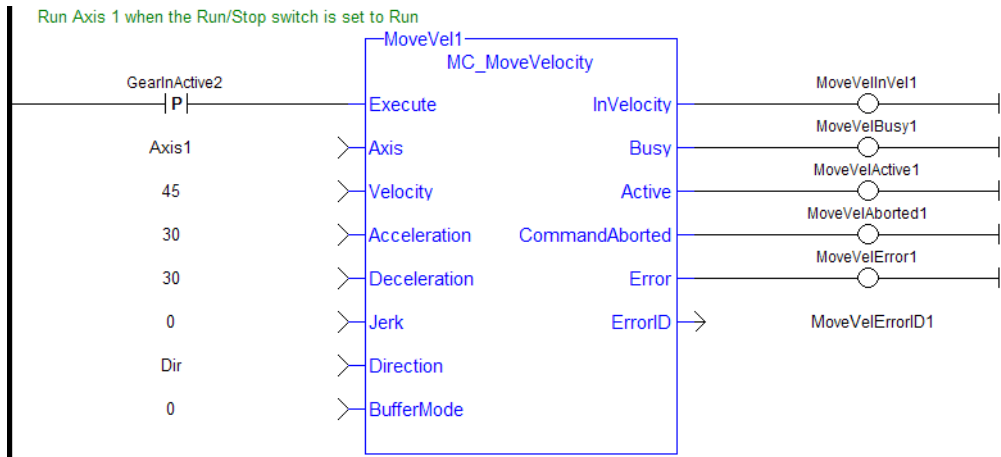 Run Axis 1 when the Run/Stop switch is set to Run
MoveVel1
MC_MoveVelocity
GearInActive2
P
Execute
InVelocity
MoveVelInVel1
Axis1
Axis
Busy
MoveVelBusy1
45
Velocity
Active
MoveVelActive1
30
Acceleration
CommandAborted
MoveVelAborted1
30
Deceleration
Error
MoveVelError1
0
Jerk
ErrorID
MoveVelErrorID1
Dir
Direction
0
BufferMode